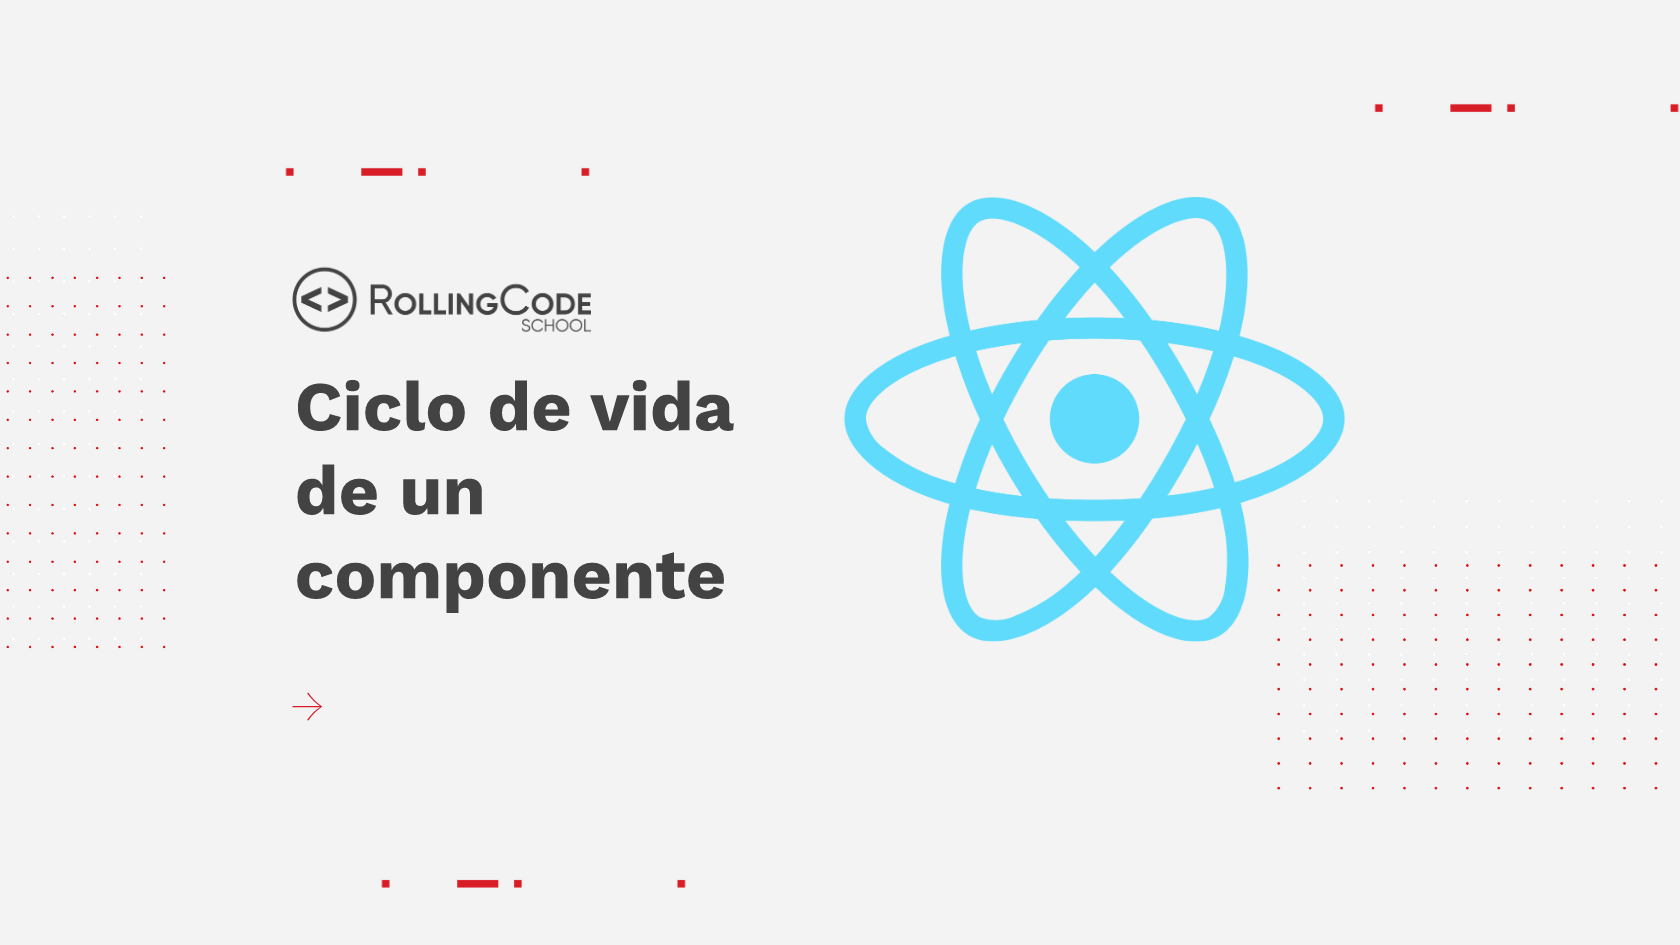 <> ROLLINGCODE
SCHOOL
Ciclo de vida
de un
componente